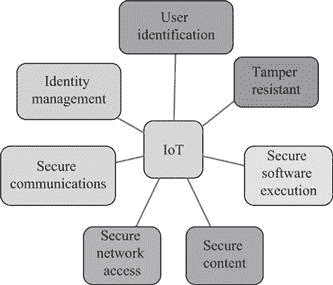 User
identification
Tamper
resistant
Identity
management
IoT
Secure
communications
Secure
software
execution
Secure
network
access
Secure
content